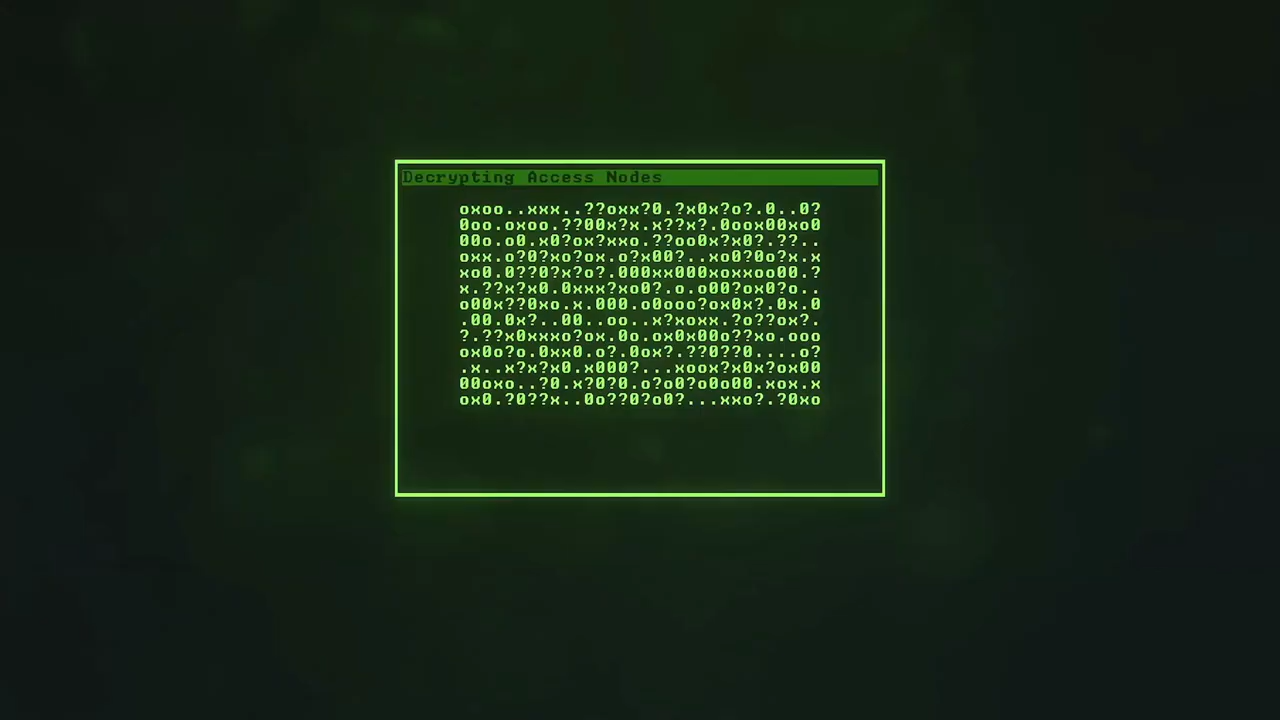 Decrypting Access Nodes
oxoo..xxx..??oxx?0.?x0x?o?.0..0?
0oo.oxoo.??00x?x.x??x?.0oox00xo0
00o.o0.x0?ox?xxo.??oo0x?x0?.??..
oxx.o?0?xo?ox.o?x00?..xo0?0o?x.x
xo0.0??0?x?o?.000xx000xoxxoo00.?
x.??x?x0.0xxx?xo0?.o.o00?ox0?o..
o00x??0xo.x.000.o0ooo?ox0x?.0x.0
.00.0x?..00..oo..x?xoxx.?o??ox?.
?.??x0xxxo?ox.0o.ox0x00o??xo.ooo
ox0o?o.0xx0.o?.0ox?.??0??0....o?
.x..x?x?x0.x000?...xoox?x0x?ox00
00oxo..?0.x?0?0.o?o0?o0o00.xox.x
ox0.?0??x..0o??0?o0?...xxo?.?0xo